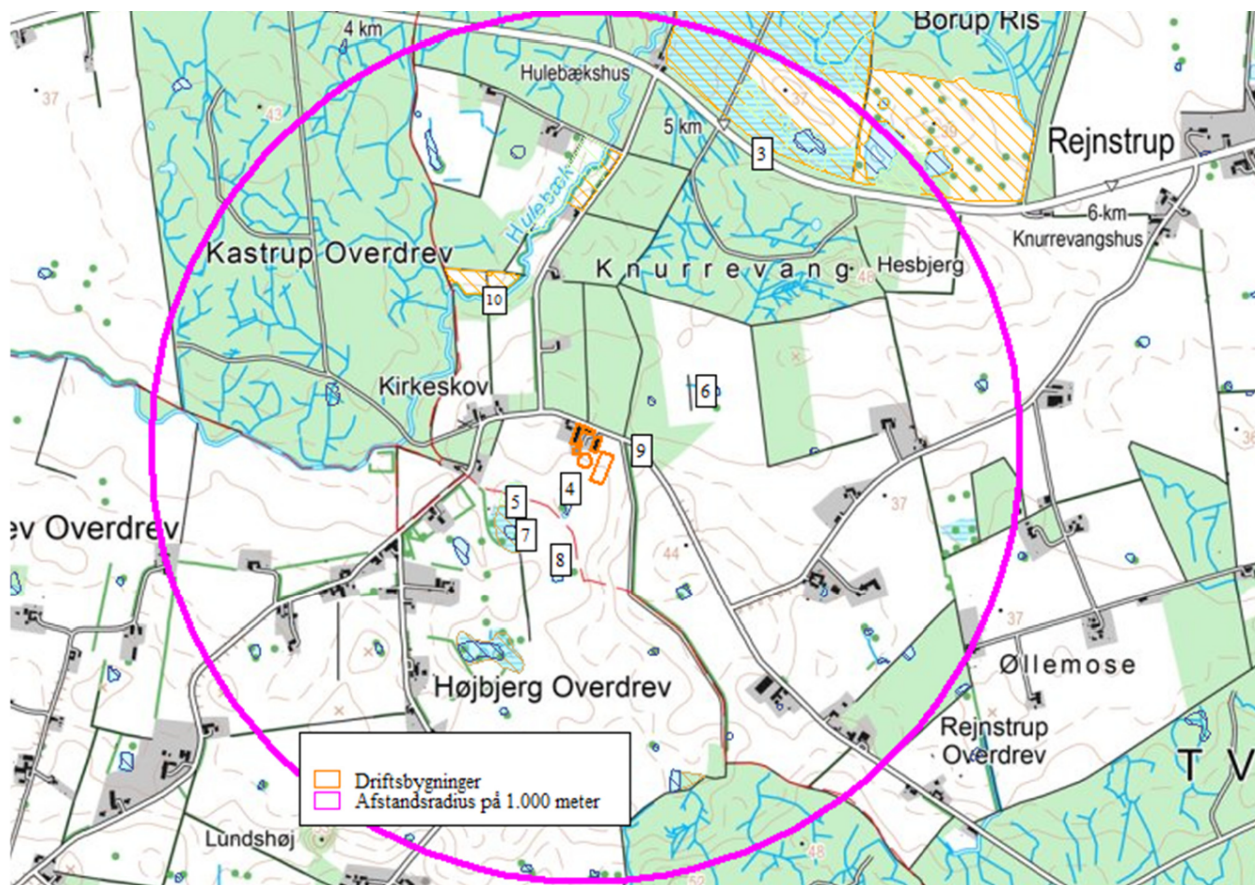 Borup Ris
4 km
37
Hulebækshus
43
37
5 km
3
39
Rejnstrup
Hulebæk
6 km
Knurrevangshus
Kastrup Overdrev
Knurrevang
48
Hesbjerg
10
Kirkeskov
6
9
36
4
5
37
ev Overdrev
7
8
44
37
Øllemose
Højbjerg Overdrev
Rejnstrup
Overdrev
T V
Driftsbygninger
Afstandsradius på 1.000 meter
Lundshøj
48
52